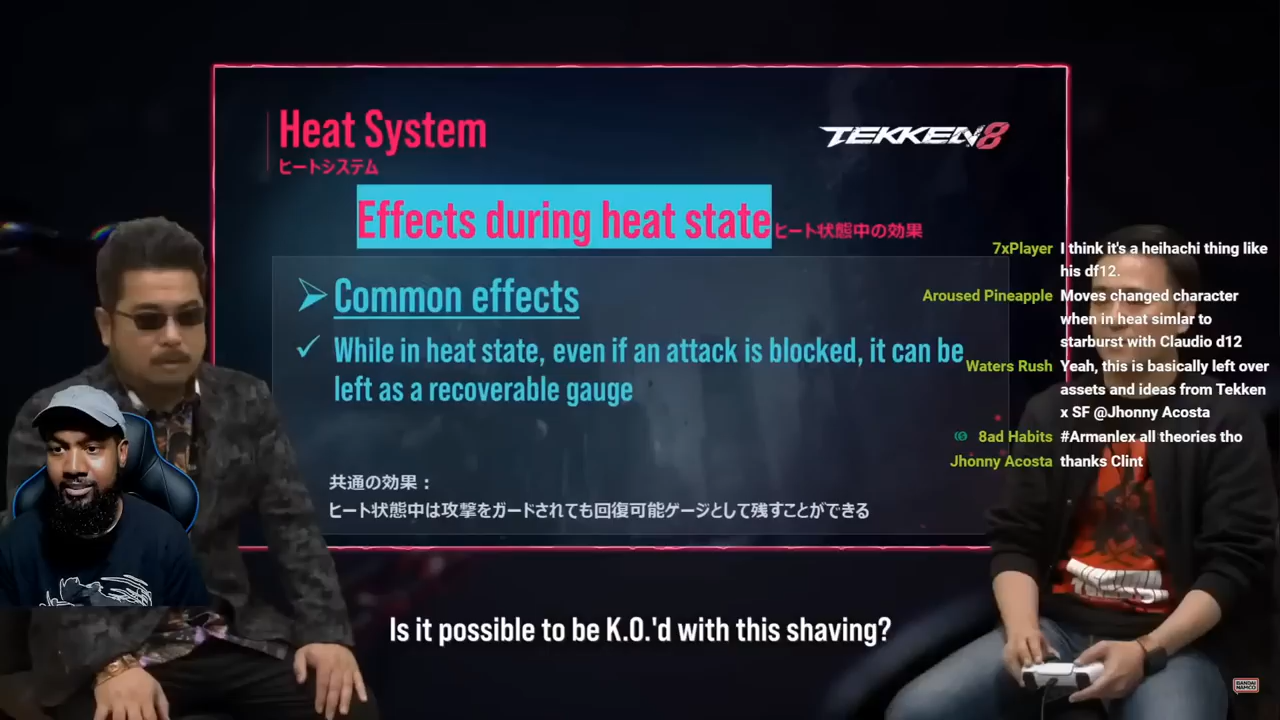 Heat System
TEKKEN8
ヒートシステム
Effects during heat state ヒート状態中の効果
Common effects
While in heat state, even if an attack is blocked, it can be
left as a recoverable gauge
共通の効果：
ヒート状態中は攻撃をガードされても回復可能ゲージとして残すことができる
7xPlayer I think it's a heihachi thing like
his df12.
Aroused Pineapple Moves changed character
when in heat simlar to
starburst with Claudio d12
Waters Rush Yeah, this is basically left over
assets and ideas from Tekken
x SF @Jhonny Acosta
8ad Habits #Armanlex all theories tho
Jhonny Acosta thanks Clint
Is it possible to be K.O.'d with this shaving?
BANDAI
NAMCO